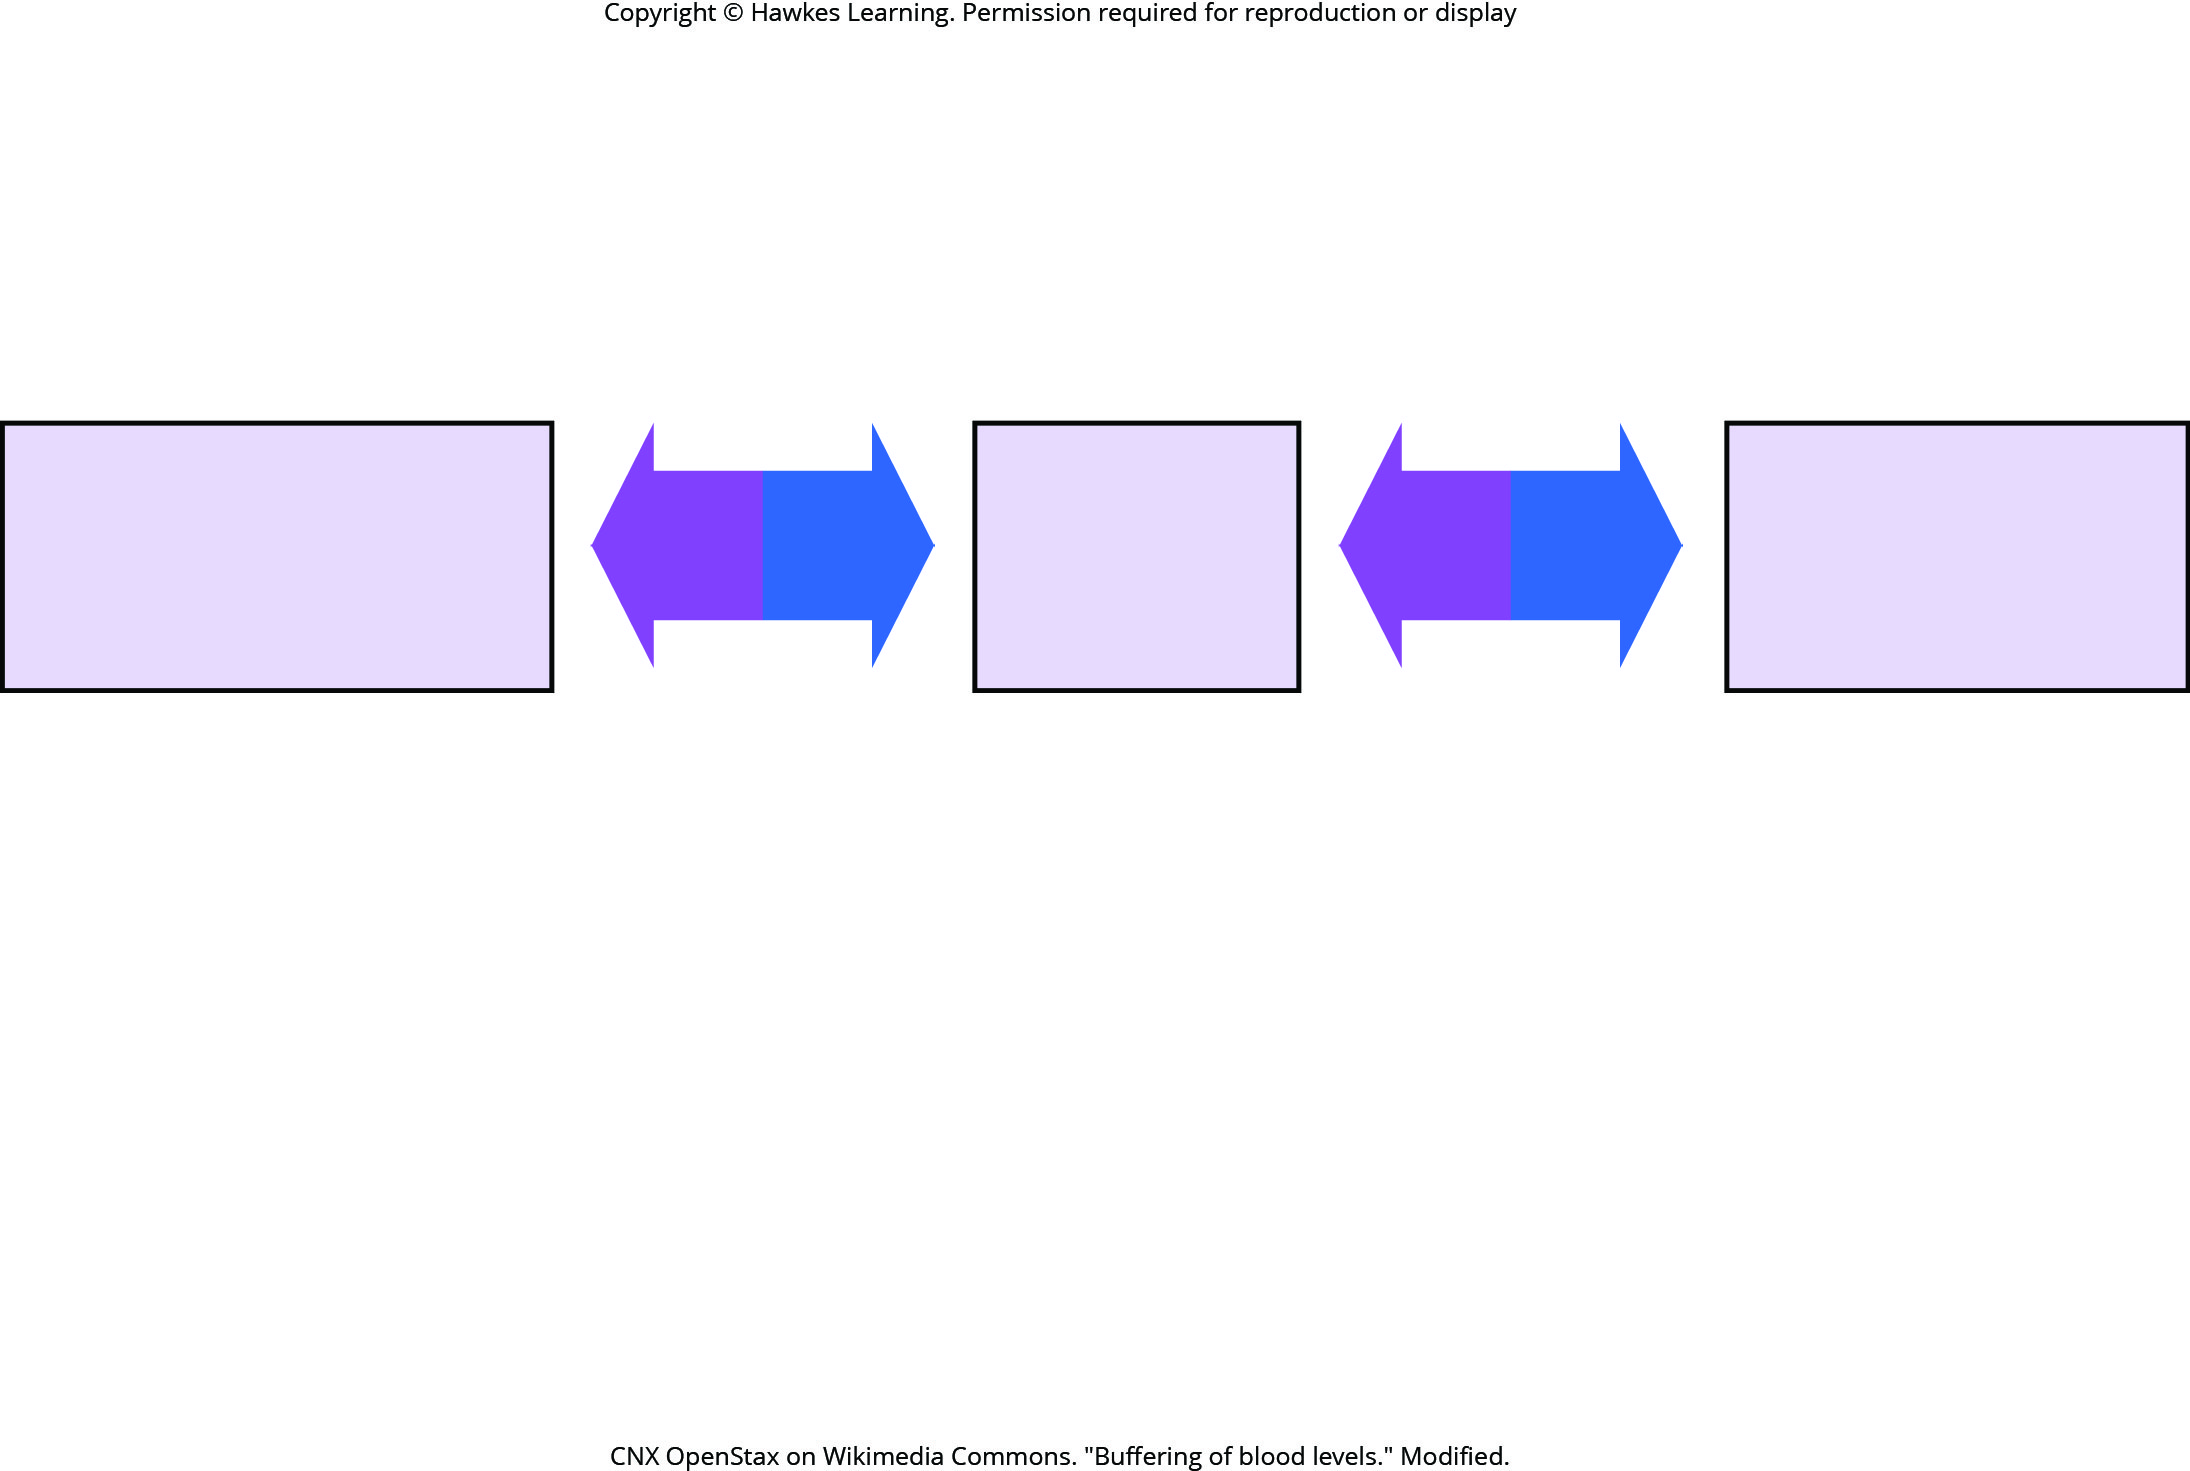 Copyright © Hawkes Learning. Permission required for reproduction or display
CNX OpenStax on Wikimedia Commons. "Buffering of blood levels." Modified.